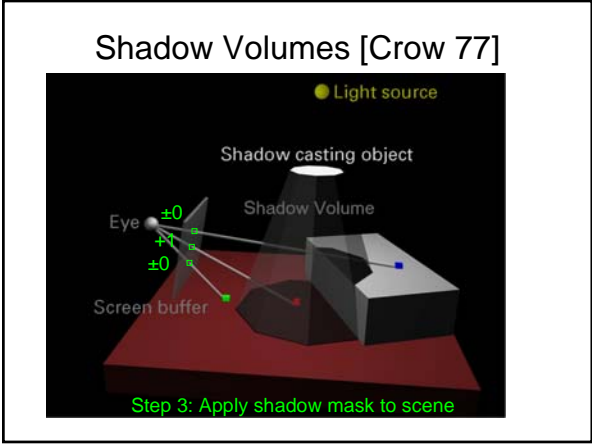 Shadow Volumes [Crow 77]
Light source
Shadow casting object
Shadow Volume
Eye
±0
+1
±0
Screen buffer
Step 3: Apply shadow mask to scene